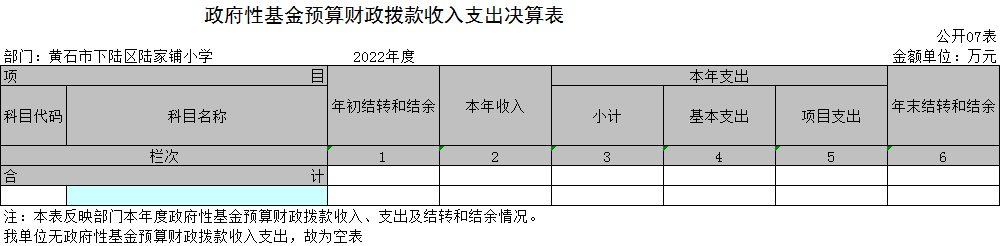 政府性基金预算财政拨款收入支出决算表
公开07表
部门：黄石市下陆区陆家铺小学 2022年度 金额单位：万元
项 目 年初结转和结余 本年收入 本年支出 年末结转和结余
科目代码 科目名称 小计 基本支出 项目支出
栏次 1 2 3 4 5 6
合 计
注：本表反映部门本年度政府性基金预算财政拨款收入、支出及结转和结余情况。
我单位无政府性基金预算财政拨款收入支出，故为空表